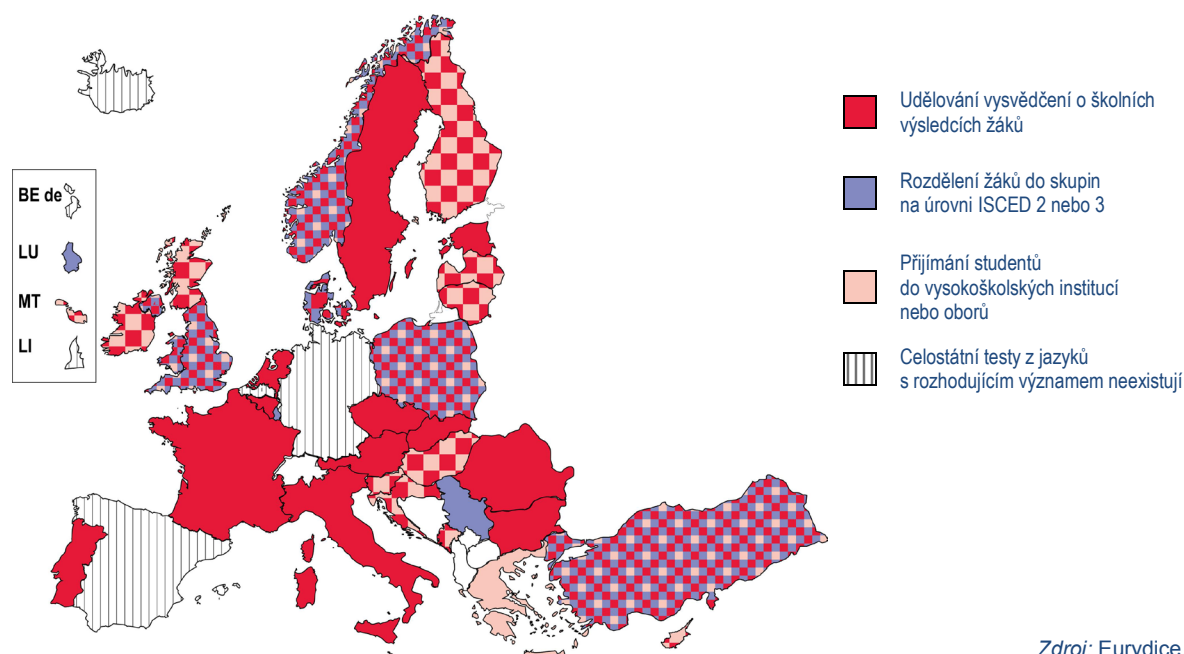 BE de
LU
MT
LI
Udělování vysvědčení o školních
výsledcích žáků
Rozdělení žáků do skupin
na úrovni ISCED 2 nebo 3
Přijímání studentů
do vysokoškolských institucí
nebo oborů
Celostátní testy z jazyků
s rozhodujícím významem neexistují
Zdroj: Eurydice